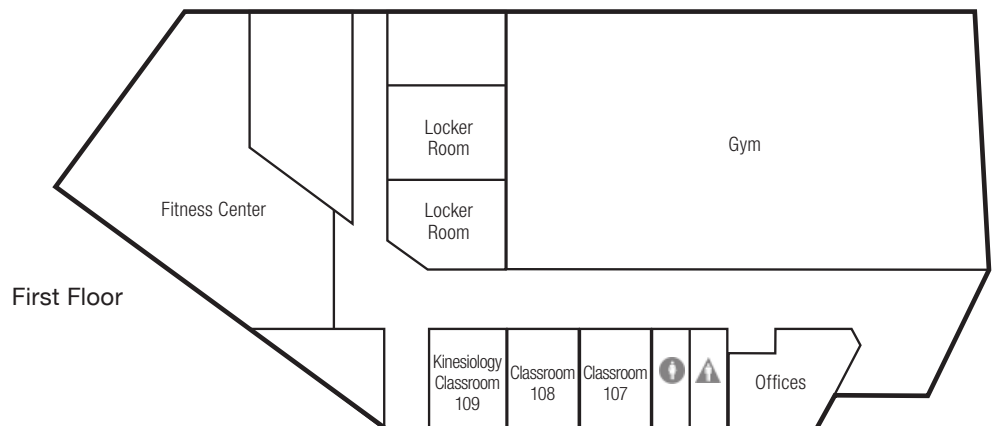 Locker
Room
Gym
Fitness Center
Locker
Room
First Floor
Kinesiology
Classroom
109
Classroom
108
Classroom
107
Offices